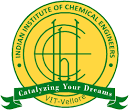 INDIAN INSTITUTE OF CHEMICAL ENGINEERS
Catalyzing Your Dreams
VIT-Vellore